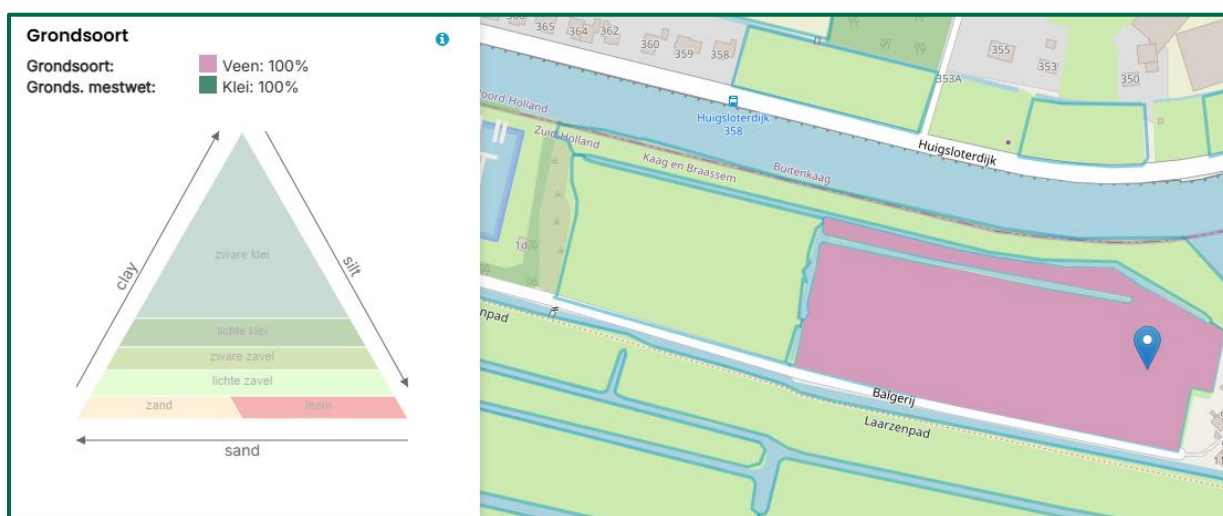 Grondsoort
Grondsoort: Veen: 100%
Gronds. mestwet: Klei: 100%
clay
silt
zware klei
lichte klei
zware zavel
lichte zavel
zand
leem
sand
365
364
362
360
359
358
355
353
353A
350
Huigsloterdijk
358
Huigsloterdijk
Zuid-Holland
Kaag en Braassem
Buitenkaag
1d
Balgerij
Laarzenpad